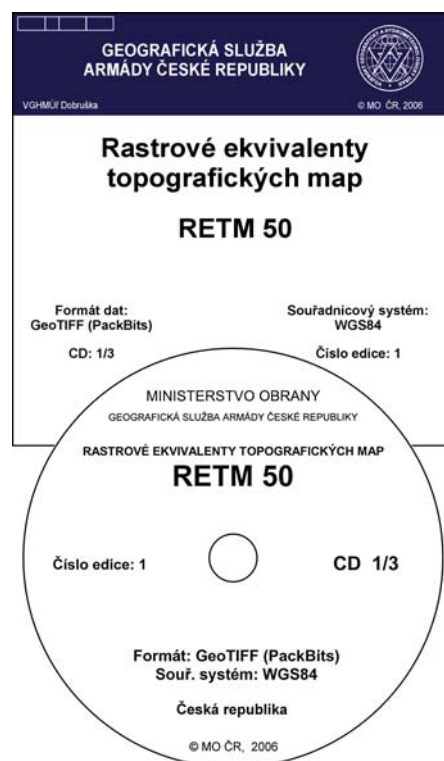 GEOGRAFICKÁ SLUŽBA
ARMÁDY ČESKÉ REPUBLIKY
VGHMÚř Dobruška
© MO ČR, 2006
Rastrové ekvivalenty
topografických map
RETM 50
Formát dat:
GeoTIFF (PackBits)
Souřadnicový systém:
WGS84
CD: 1/3
Číslo edice: 1
MINISTERSTVO OBRANY
GEOGRAFICKÁ SLUŽBA ARMÁDY ČESKÉ REPUBLIKY
RASTROVÉ EKVIVALENTY TOPOGRAFICKÝCH MAP
RETM 50
Číslo edice: 1
CD 1/3
Formát: GeoTIFF (PackBits)
Souř. systém: WGS84
Česká republika
© MO ČR, 2006